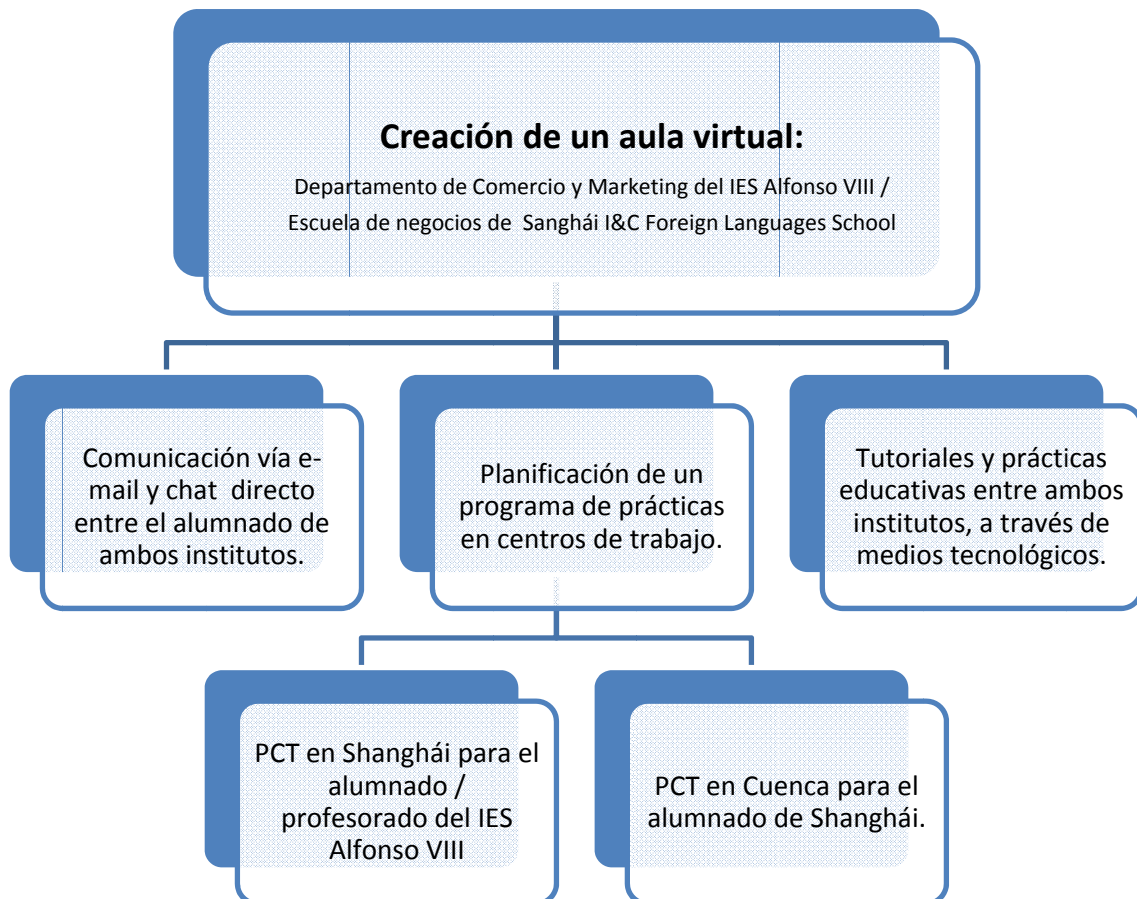 Creación de un aula virtual:
Departamento de Comercio y Marketing del IES Alfonso VIII /
Escuela de negocios de Sanghái I&C Foreign Languages School
Comunicación vía e-
mail y chat directo
entre el alumnado de
ambos institutos.
Planificación de un
programa de prácticas
en centros de trabajo.
Tutoriales y prácticas
educativas entre ambos
institutos, a través de
medios tecnológicos.
PCT en Shanghái para el
alumnado /
profesorado del IES
Alfonso VIII
PCT en Cuenca para el
alumnado de Shanghái.